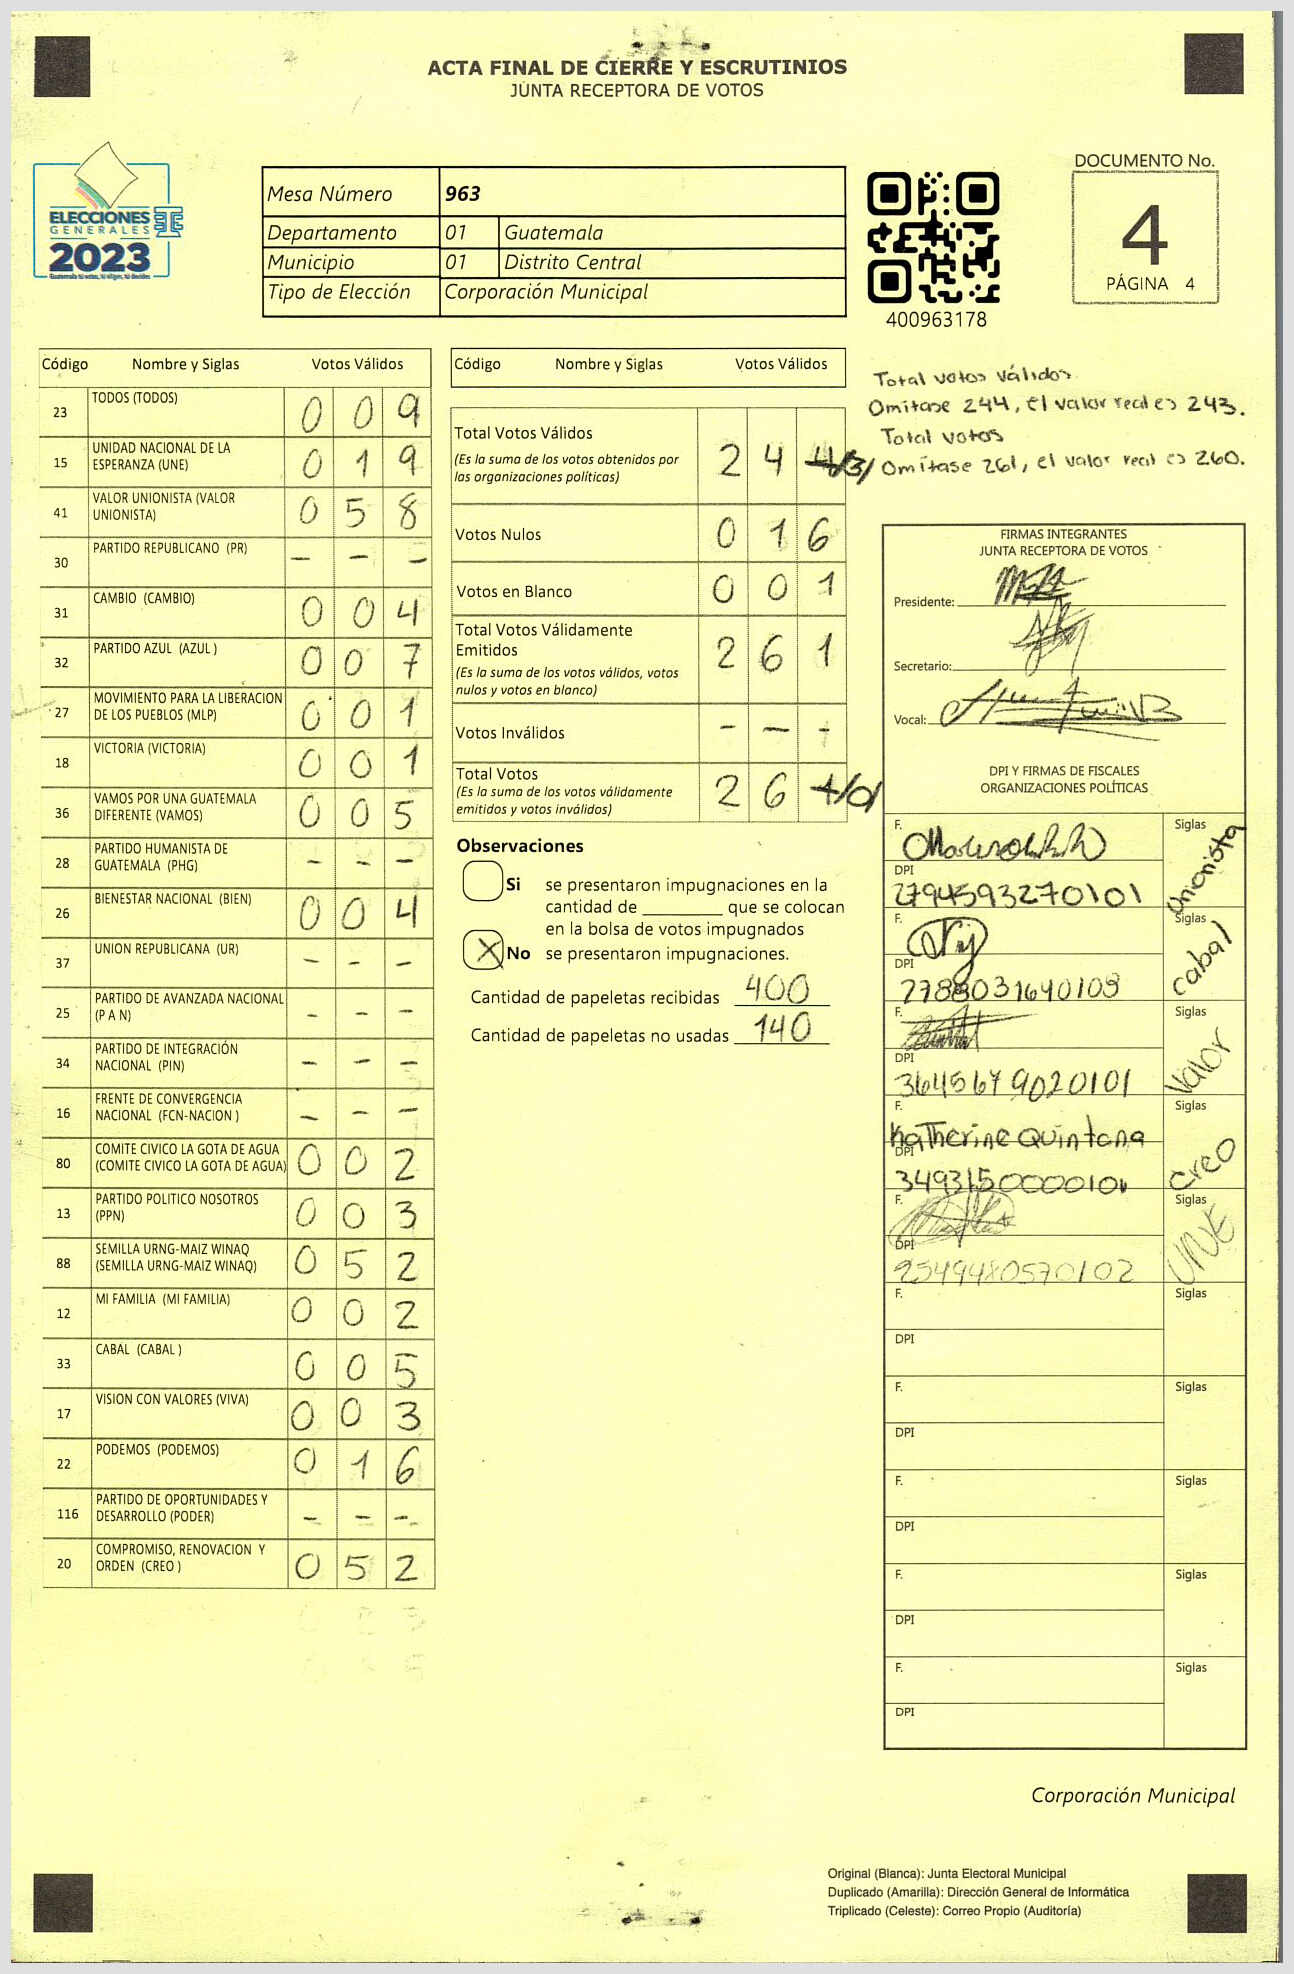 ACTA FINAL DE CIERRE Y ESCRUTINIOS
JUNTA RECEPTORA DE VOTOS
ELECCIONES
GENERALES
2023
Mesa Número 963
Departamento 01 Guatemala
Municipio 01 Distrito Central
Tipo de Elección Corporación Municipal
400963178
DOCUMENTO No.
4
PÁGINA 4
Código Nombre y Siglas Votos Válidos
23 TODOS (TODOS) 0 0 9
15 UNIDAD NACIONAL DE LA ESPERANZA (UNE) 0 1 9
41 VALOR UNIONISTA (VALOR UNIONISTA) 0 5 8
30 PARTIDO REPUBLICANO (PR) - - -
31 CAMBIO (CAMBIO) 0 0 4
32 PARTIDO AZUL (AZUL ) 0 0 7
27 MOVIMIENTO PARA LA LIBERACION DE LOS PUEBLOS (MLP) 0 0 1
18 VICTORIA (VICTORIA) 0 0 1
36 VAMOS POR UNA GUATEMALA DIFERENTE (VAMOS) 0 0 5
28 PARTIDO HUMANISTA DE GUATEMALA (PHG) - - -
26 BIENESTAR NACIONAL (BIEN) 0 0 4
37 UNION REPUBLICANA (UR) - - -
25 PARTIDO DE AVANZADA NACIONAL (P A N) - - -
34 PARTIDO DE INTEGRACIÓN NACIONAL (PIN) - - -
16 FRENTE DE CONVERGENCIA NACIONAL (FCN-NACION ) - - -
80 COMITE CIVICO LA GOTA DE AGUA (COMITE CIVICO LA GOTA DE AGUA) 0 0 2
13 PARTIDO POLITICO NOSOTROS (PPN) 0 0 3
88 SEMILLA URNG-MAIZ WINAQ (SEMILLA URNG-MAIZ WINAQ) 0 5 2
12 MI FAMILIA (MI FAMILIA) 0 0 2
33 CABAL (CABAL ) 0 0 5
17 VISION CON VALORES (VIVA) 0 0 3
22 PODEMOS (PODEMOS) 0 1 6
116 PARTIDO DE OPORTUNIDADES Y DESARROLLO (PODER) - - -
20 COMPROMISO, RENOVACION Y ORDEN (CREO ) 0 5 2
Código Nombre y Siglas Votos Válidos
Total Votos Válidos 2 4 4/3/
(Es la suma de los votos obtenidos por
las organizaciones políticas)
Votos Nulos 0 1 6
Votos en Blanco 0 0 1
Total Votos Válidamente
Emitidos 2 6 1
(Es la suma de los votos válidos, votos
nulos y votos en blanco)
Votos Inválidos - - -
Total Votos 2 6 1/0/
(Es la suma de los votos válidamente
emitidos y votos inválidos)
Observaciones
Si se presentaron impugnaciones en la
cantidad de ________ que se colocan
en la bolsa de votos impugnados
X No se presentaron impugnaciones.
Cantidad de papeletas recibidas 400
Cantidad de papeletas no usadas 140
Total votos válidos
Omitase 244, el valor real es 243.
Total votos
Omítase 261, el valor real es 260.
FIRMAS INTEGRANTES
JUNTA RECEPTORA DE VOTOS
Presidente:
Secretario:
Vocal:
DPI Y FIRMAS DE FISCALES
ORGANIZACIONES POLÍTICAS
F. Siglas Unionista
DPI
2794593270101
F. Siglas cabal
DPI
2788031640103
F. Siglas Valor
DPI
3645679020101
F. Katherine Quintana Siglas Creo
DPI
3493150000101
F. Siglas UNE
DPI
2549480570102
F. Siglas
DPI
F. Siglas
DPI
F. Siglas
DPI
F. Siglas
DPI
F. Siglas
DPI
Corporación Municipal
Original (Blanca): Junta Electoral Municipal
Duplicado (Amarilla): Dirección General de Informática
Triplicado (Celeste): Correo Propio (Auditoría)